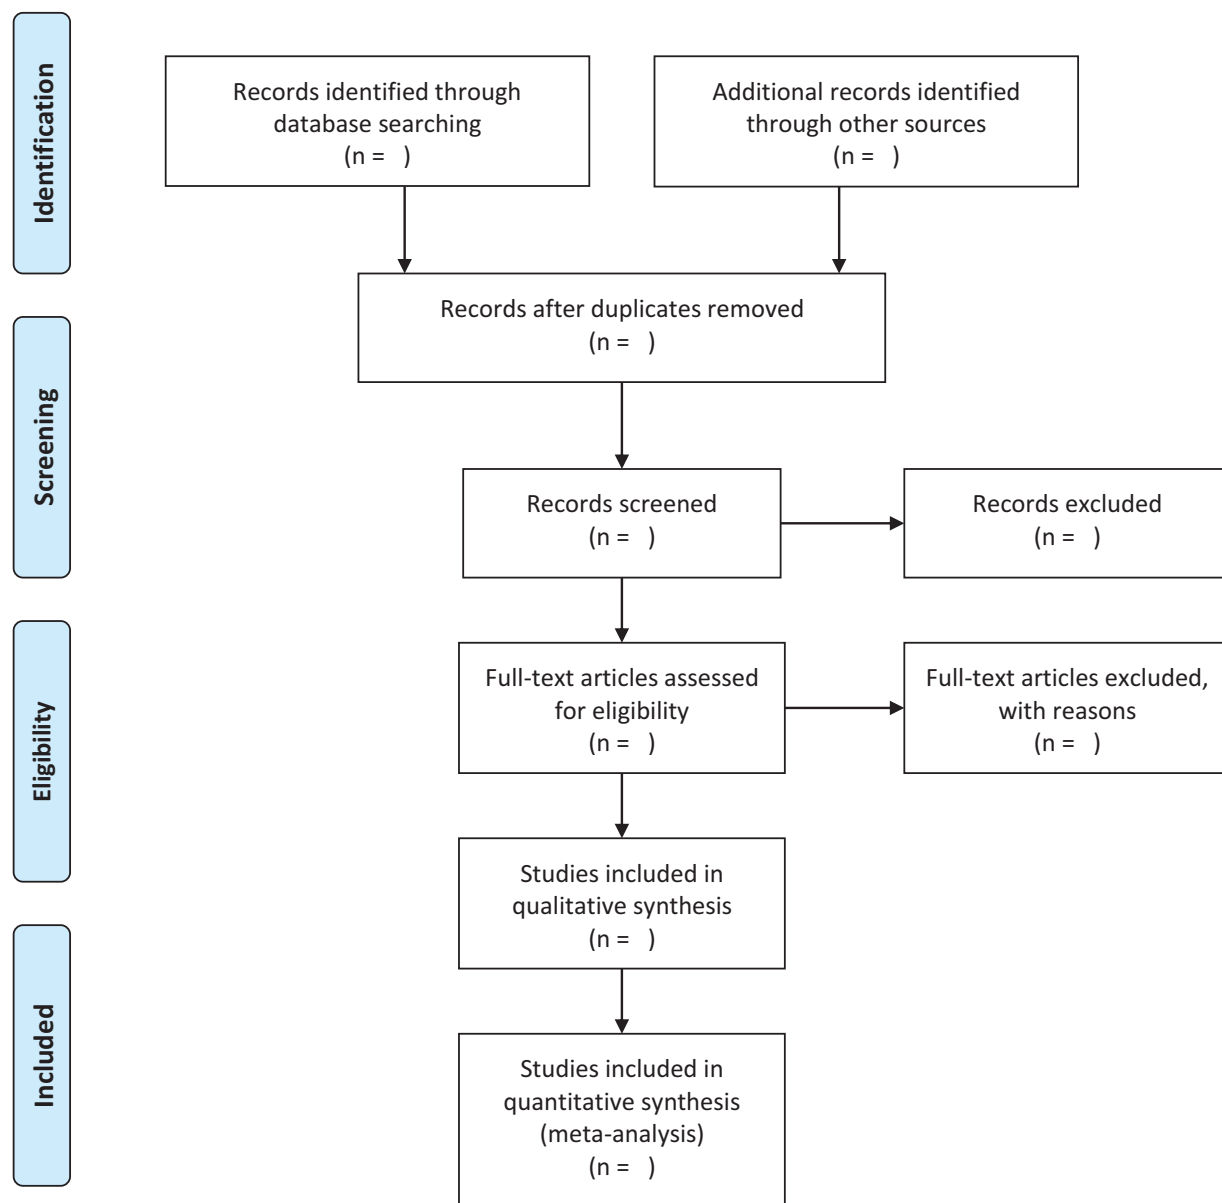 Identification
Records identified through
database searching
(n =   )
Additional records identified
through other sources
(n =   )
Records after duplicates removed
(n =   )
Screening
Records screened
(n =   )
Records excluded
(n =   )
Eligibility
Full-text articles assessed
for eligibility
(n =   )
Full-text articles excluded,
with reasons
(n =   )
Studies included in
qualitative synthesis
(n =   )
Included
Studies included in
quantitative synthesis
(meta-analysis)
(n =   )